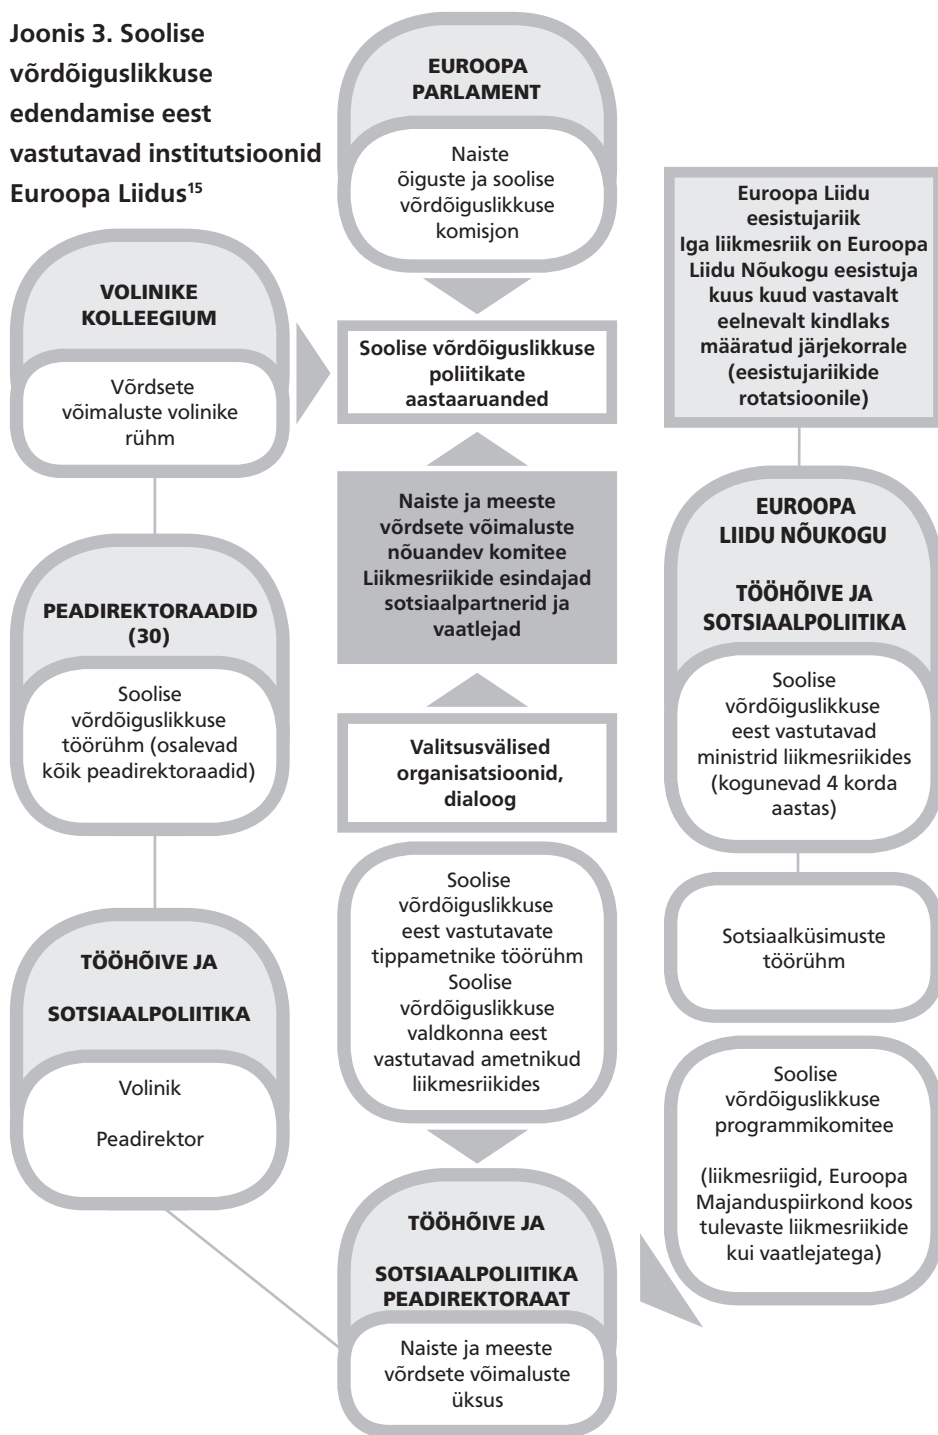 Joonis 3. Soolise
võrdõiguslikkuse
edendamise eest
vastutavad institutsioonid
Euroopa Liidus¹⁵
EUROOPA
PARLAMENT
Naiste
õiguste ja soolise
võrdõiguslikkuse
komisjon
VOLINIKE
KOLLEEGIUM
Võrdsete
võimaluste volinike
rühm
Soolise võrdõiguslikkuse
poliitikate
aastaaruanded
Euroopa Liidu
eesistujariik
Iga liikmesriik on Euroopa
Liidu Nõukogu eesistuja
kuus kuud vastavalt
eelnevalt kindlaks
määratud järjekorrale
(eesistujariikide
rotatsioonile)
Naiste ja meeste
võrdsete võimaluste
nõuandev komitee
Liikmesriikide esindajad
sotsiaalpartnerid ja
vaatlejad
PEADIREKTORAADID
(30)
Soolise
võrdõiguslikkuse
töörühm (osalevad
kõik peadirektoraadid)
EUROOPA
LIIDU NÕUKOGU
TÖÖHÕIVE JA
SOTSIAALPOLIITIKA
Soolise
võrdõiguslikkuse
eest vastutavad
ministrid liikmesriikides
(kogunevad 4 korda
aastas)
Valitsusvälised
organisatsioonid,
dialoog
Soolise
võrdõiguslikkuse
eest vastutavate
tippametnike töörühm
Soolise
võrdõiguslikkuse
valdkonna eest
vastutavad ametnikud
liikmesriikides
Sotsiaalküsimuste
töörühm
TÖÖHÕIVE JA
SOTSIAALPOLIITIKA
Volinik
Peadirektor
Soolise
võrdõiguslikkuse
programmikomitee
(liikmesriigid, Euroopa
Majanduspiirkond koos
tulevaste liikmesriikide
kui vaatlejatega)
TÖÖHÕIVE JA
SOTSIAALPOLIITIKA
PEADIREKTORAAT
Naiste ja meeste
võrdsete võimaluste
üksus